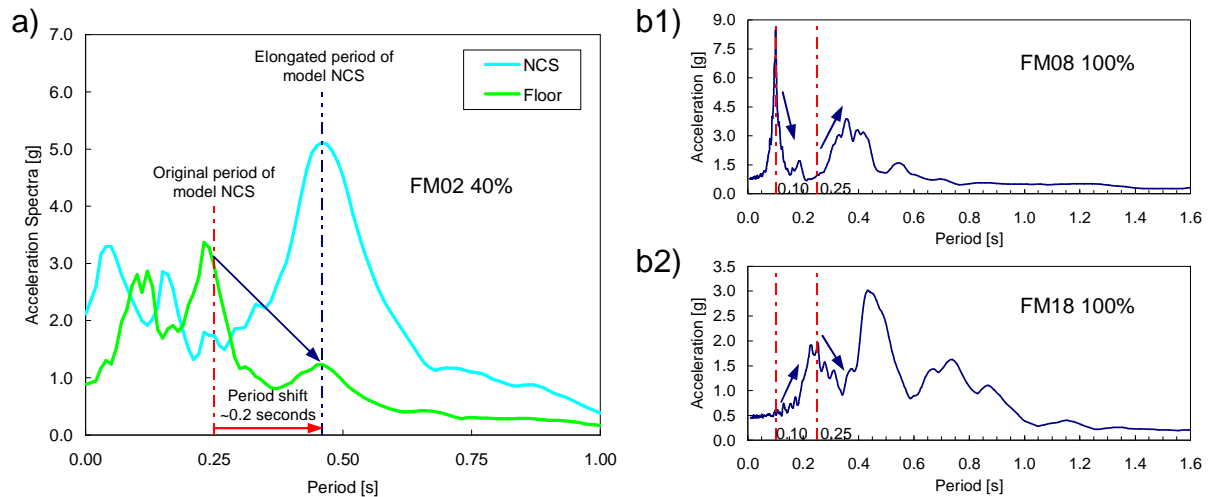 a)
Acceleration Spectra [g]
7.0
6.0
5.0
4.0
3.0
2.0
1.0
0.0
Elongated period of
model NCS
NCS
Floor
Original period of
model NCS
FM02 40%
Period shift
~0.2 seconds
0.00
0.25
0.50
0.75
1.00
Period [s]
b1)
Acceleration [g]
9.0
7.5
6.0
4.5
3.0
1.5
0.0
FM08 100%
0.10
0.25
0.0
0.2
0.4
0.6
0.8
1.0
1.2
1.4
1.6
Period [s]
b2)
Acceleration [g]
3.5
3.0
2.5
2.0
1.5
1.0
0.5
0.0
FM18 100%
0.10
0.25
0.0
0.2
0.4
0.6
0.8
1.0
1.2
1.4
1.6
Period [s]